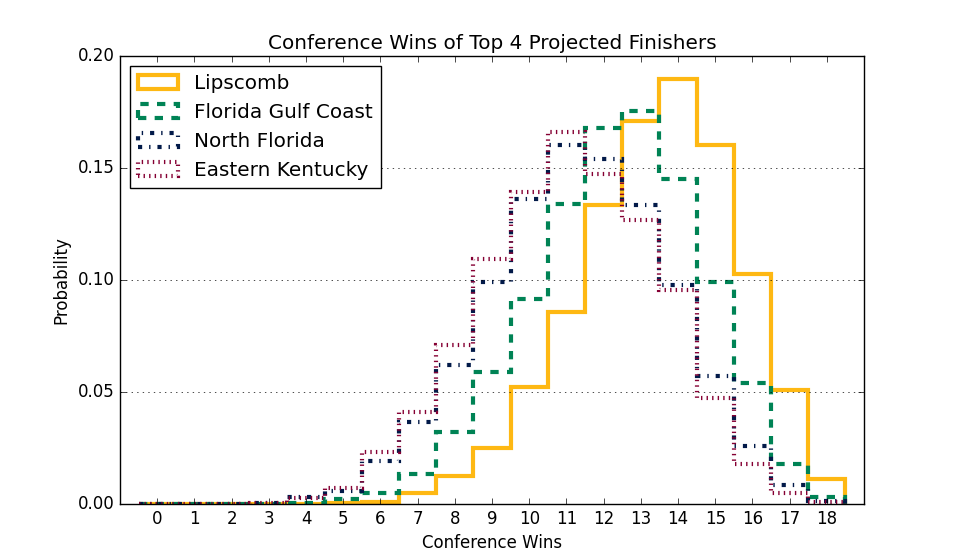 Conference Wins of Top 4 Projected Finishers
Lipscomb
Florida Gulf Coast
North Florida
Eastern Kentucky
0.20
0.15
0.10
0.05
0.00
Probability
0 1 2 3 4 5 6 7 8 9 10 11 12 13 14 15 16 17 18
Conference Wins